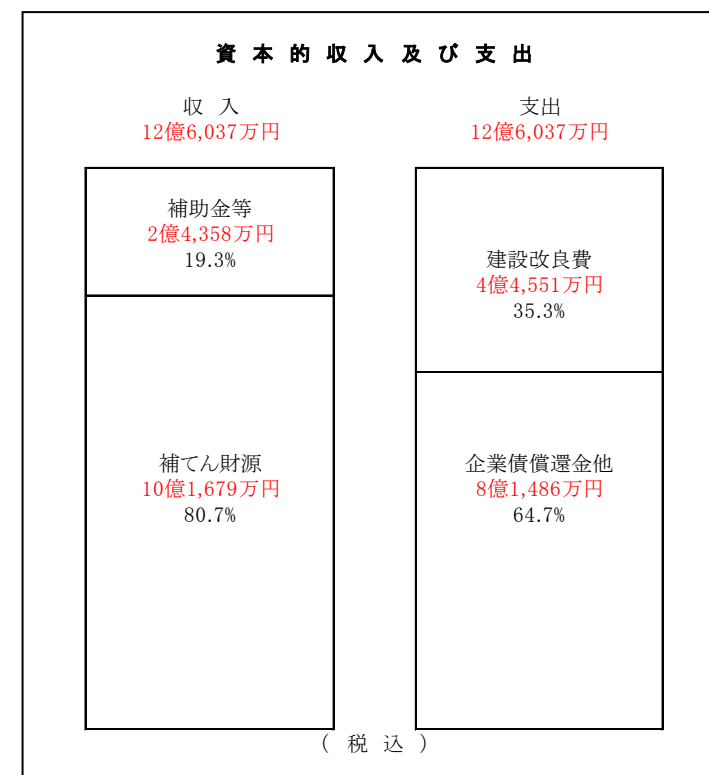 資本的収入及び支出
収 入
12億6,037万円
補助金等
2億4,358万円
19.3%
補てん財源
10億1,679万円
80.7%
支出
12億6,037万円
建設改良費
4億4,551万円
35.3%
企業債償還金他
8億1,486万円
64.7%
( 税 込 )